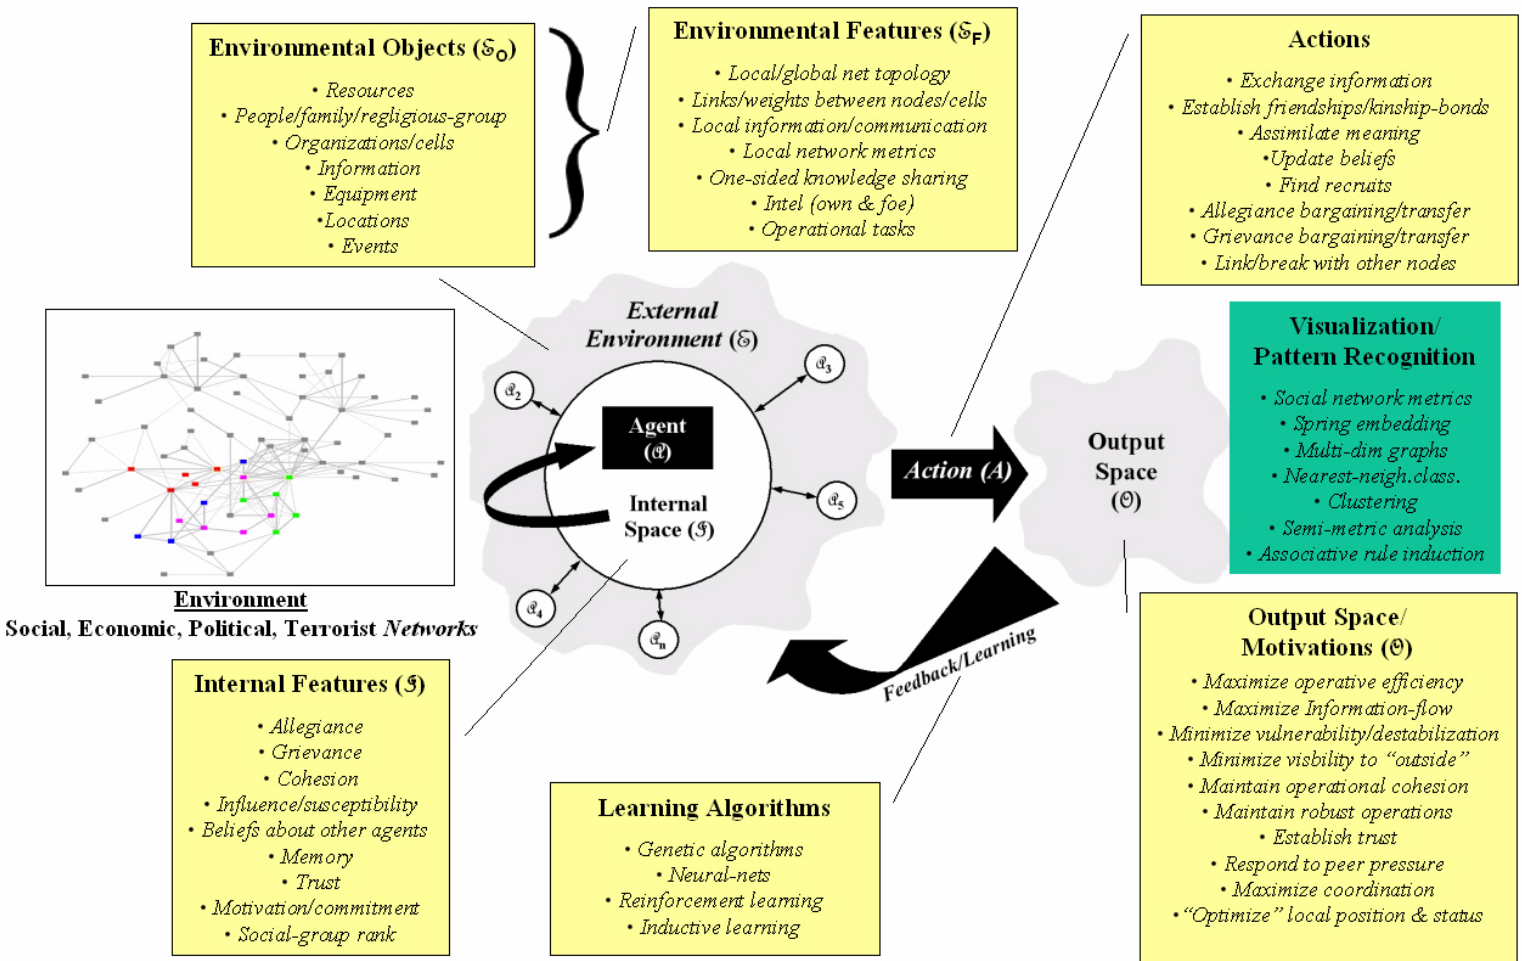 Environmental Objects (𝒮O)
• Resources
• People/family/regligious-group
• Organizations/cells
• Information
• Equipment
•Locations
• Events
Environmental Features (𝒮F)
• Local/global net topology
• Links/weights between nodes/cells
• Local information/communication
• Local network metrics
• One-sided knowledge sharing
• Intel (own & foe)
• Operational tasks
Actions
• Exchange information
• Establish friendships/kinship-bonds
• Assimilate meaning
•Update beliefs
• Find recruits
• Allegiance bargaining/transfer
• Grievance bargaining/transfer
• Link/break with other nodes
External
Environment (ℰ)
𝒜2
𝒜3
𝒜5
𝒜4
𝒜n
Agent
(𝒜)
Internal
Space (ℐ)
Action (A)
Output
Space
(𝒪)
Feedback/Learning
Visualization/
Pattern Recognition
• Social network metrics
• Spring embedding
• Multi-dim graphs
• Nearest-neigh.class.
• Clustering
• Semi-metric analysis
• Associative rule induction
Environment
Social, Economic, Political, Terrorist Networks
Internal Features (ℐ)
• Allegiance
• Grievance
• Cohesion
• Influence/susceptibility
• Beliefs about other agents
• Memory
• Trust
• Motivation/commitment
• Social-group rank
Learning Algorithms
• Genetic algorithms
• Neural-nets
• Reinforcement learning
• Inductive learning
Output Space/
Motivations (𝒪)
• Maximize operative efficiency
• Maximize Information-flow
• Minimize vulnerability/destabilization
• Minimize visbility to “outside”
• Maintain operational cohesion
• Maintain robust operations
• Establish trust
• Respond to peer pressure
• Maximize coordination
•“Optimize” local position & status